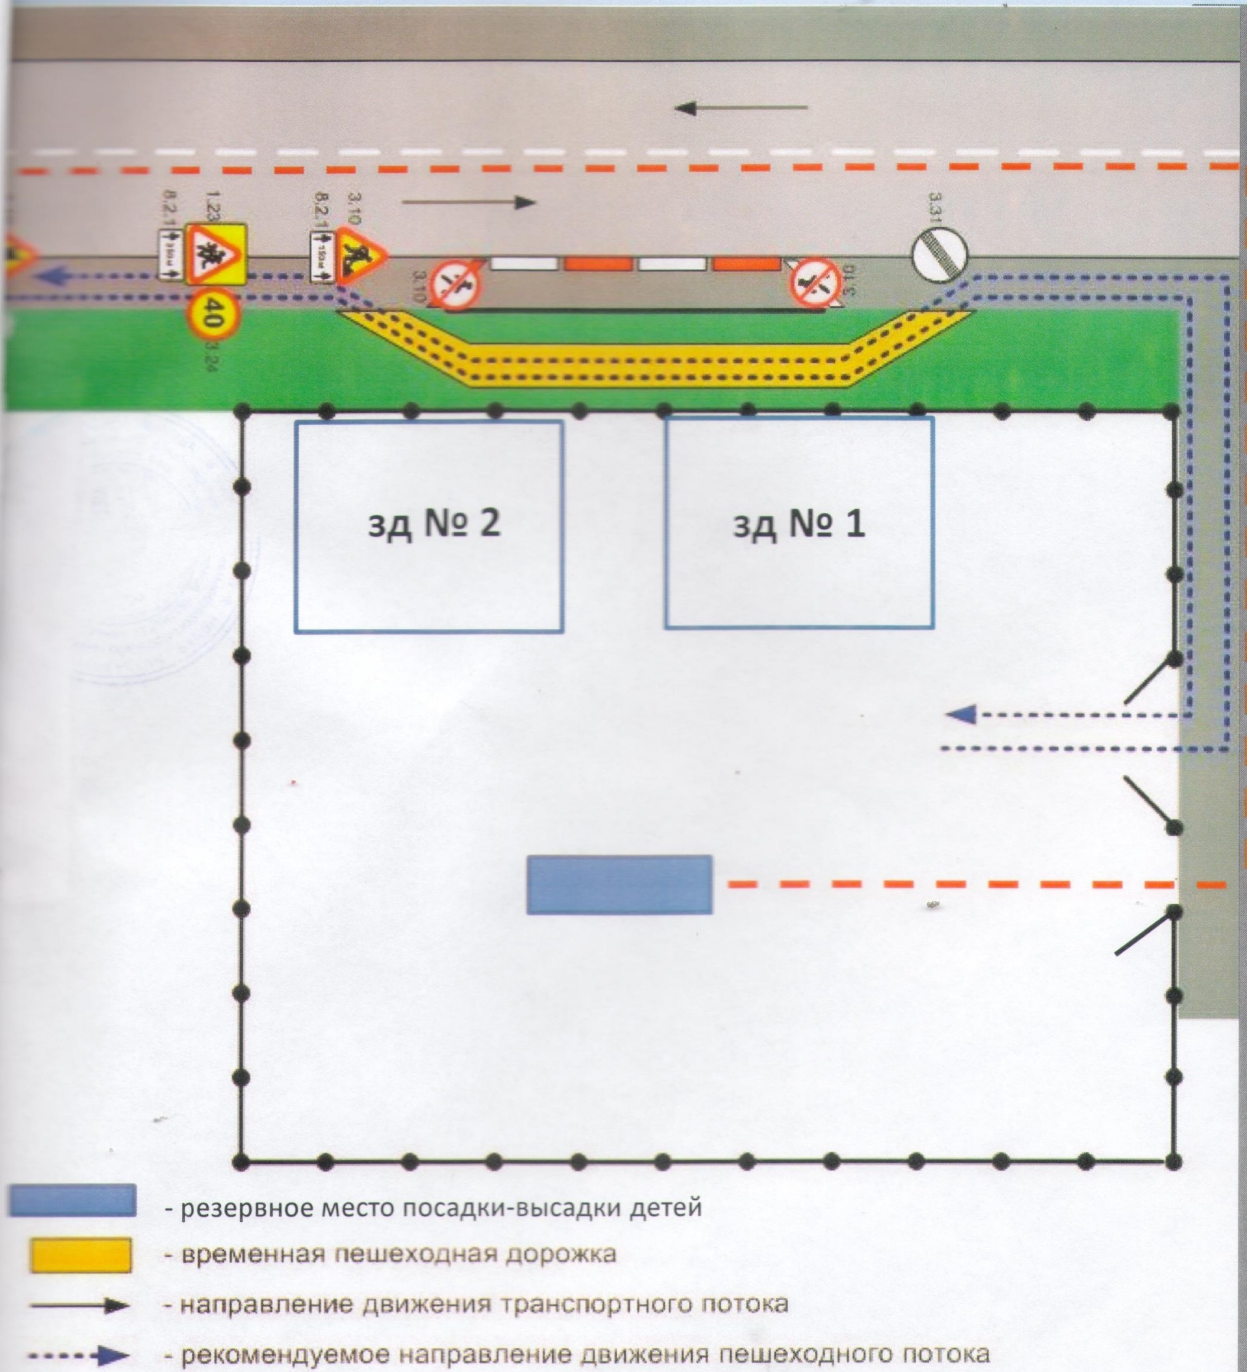 3.31
8.2.1
1.23
8.2.1
3.10
150 м
3.10
3.10
40
3.24
зд № 2
зд № 1
- резервное место посадки-высадки детей
- временная пешеходная дорожка
- направление движения транспортного потока
- рекомендуемое направление движения пешеходного потока